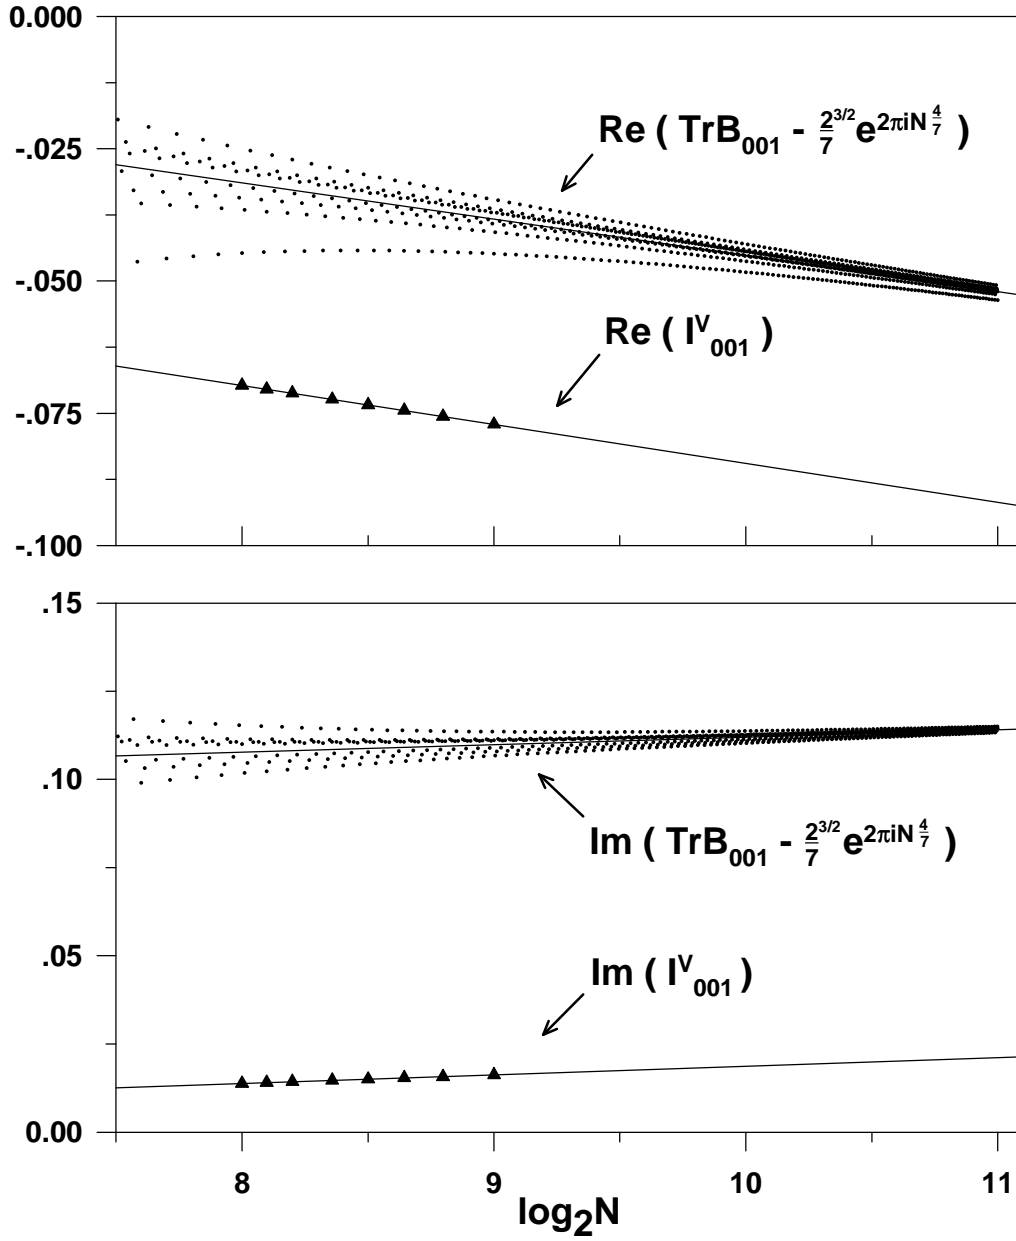 0.000
Re ( TrB₀₀₁ - 2^{3/2}/7 e^{2πiN 4/7} )
-.025
-.050
Re ( I^V₀₀₁ )
-.075
-.100
.15
.10
Im ( TrB₀₀₁ - 2^{3/2}/7 e^{2πiN 4/7} )
.05
Im ( I^V₀₀₁ )
0.00
8 9 10 11
log₂N